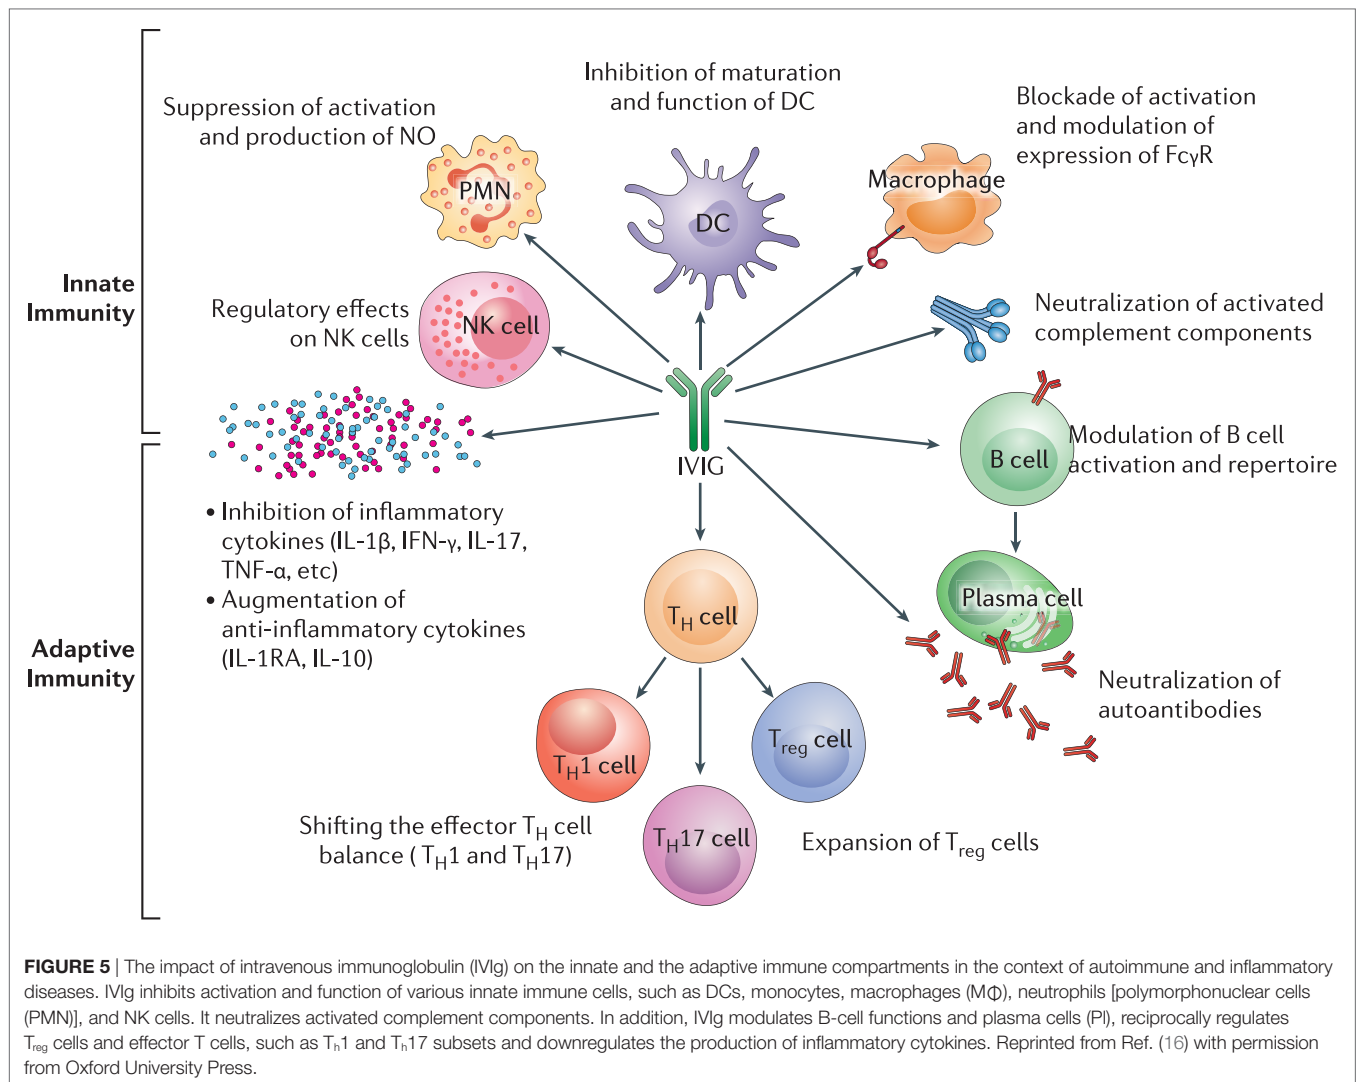 Inhibition of maturation
and function of DC
Suppression of activation
and production of NO
Blockade of activation
and modulation of
expression of FcγR
PMN
Macrophage
DC
Innate
Immunity
Regulatory effects
on NK cells
NK cell
Neutralization of activated
complement components
IVIG
B cell
Modulation of B cell
activation and repertoire
• Inhibition of inflammatory
cytokines (IL-1β, IFN-γ, IL-17,
TNF-α, etc)
• Augmentation of
anti-inflammatory cytokines
(IL-1RA, IL-10)
Adaptive
Immunity
TH cell
Plasma cell
Neutralization of
autoantibodies
TH1 cell
Treg cell
TH17 cell
Shifting the effector TH cell
balance ( TH1 and TH17)
Expansion of Treg cells
FIGURE 5 | The impact of intravenous immunoglobulin (IVIg) on the innate and the adaptive immune compartments in the context of autoimmune and inflammatory
diseases. IVIg inhibits activation and function of various innate immune cells, such as DCs, monocytes, macrophages (MΦ), neutrophils [polymorphonuclear cells
(PMN)], and NK cells. It neutralizes activated complement components. In addition, IVIg modulates B-cell functions and plasma cells (Pl), reciprocally regulates
Treg cells and effector T cells, such as Th1 and Th17 subsets and downregulates the production of inflammatory cytokines. Reprinted from Ref. (16) with permission
from Oxford University Press.